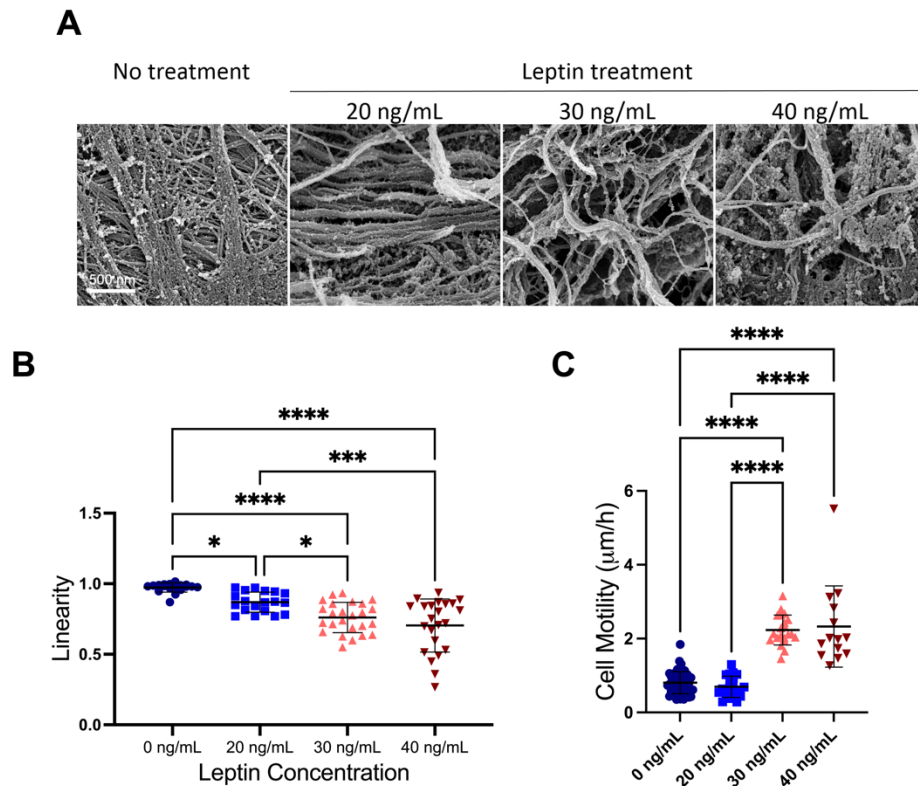 A
No treatment
Leptin treatment
20 ng/mL
30 ng/mL
40 ng/mL
500 nm
B
****
***
****
*
*
1.5
1.0
0.5
0.0
Linearity
0 ng/mL
20 ng/mL
30 ng/mL
40 ng/mL
Leptin Concentration
C
****
****
****
****
6
4
2
0
Cell Motility (μm/h)
0 ng/mL
20 ng/mL
30 ng/mL
40 ng/mL